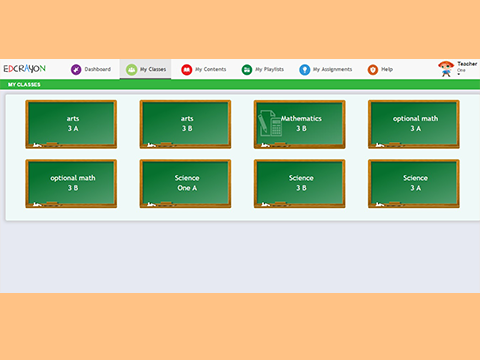 EDCRAYON
Dashboard
My Classes
My Contents
My Playlists
My Assignments
Help
Teacher
One
MY CLASSES
arts
3 A
arts
3 B
Mathematics
3 B
optional math
3 A
optional math
3 B
Science
One A
Science
3 B
Science
3 A